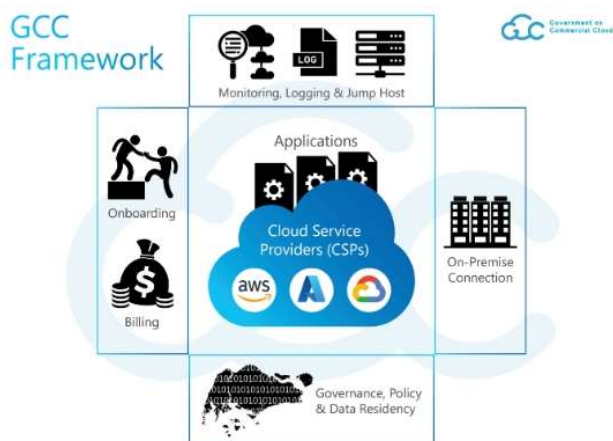 GCC
Framework
Government on
Commercial Cloud
LOG
Monitoring, Logging & Jump Host
Applications
Onboarding
Cloud Service
Providers (CSPs)
aws
$
Billing
On-Premise
Connection
Governance, Policy
& Data Residency